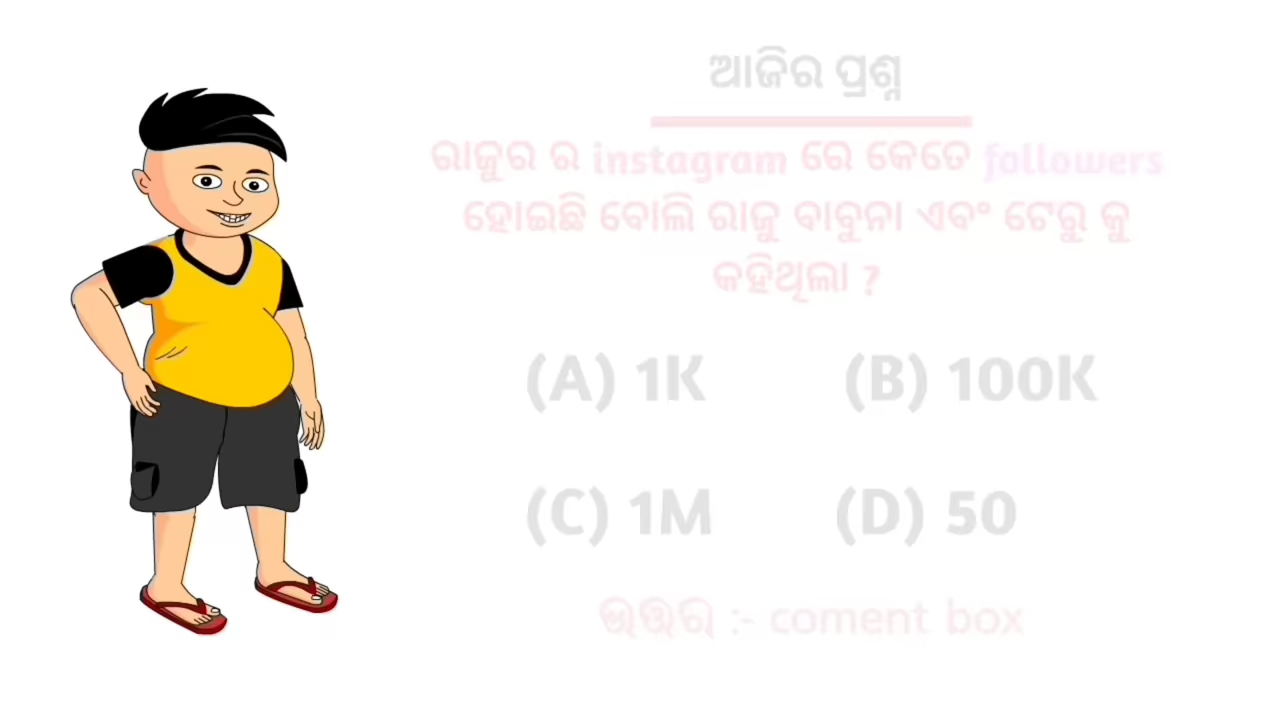 ଆଜିର ପ୍ରଶ୍ନ
ରାଜୁର ର instagram ରେ କେତେ followers
ହୋଇଛି ବୋଲି ରାଜୁ ବାବୁନା ଏବଂ ଟେରୁ କୁ
କହିଥିଲା ?
(A) 1K (B) 100K
(C) 1M (D) 50
ଉତ୍ତର :- coment box